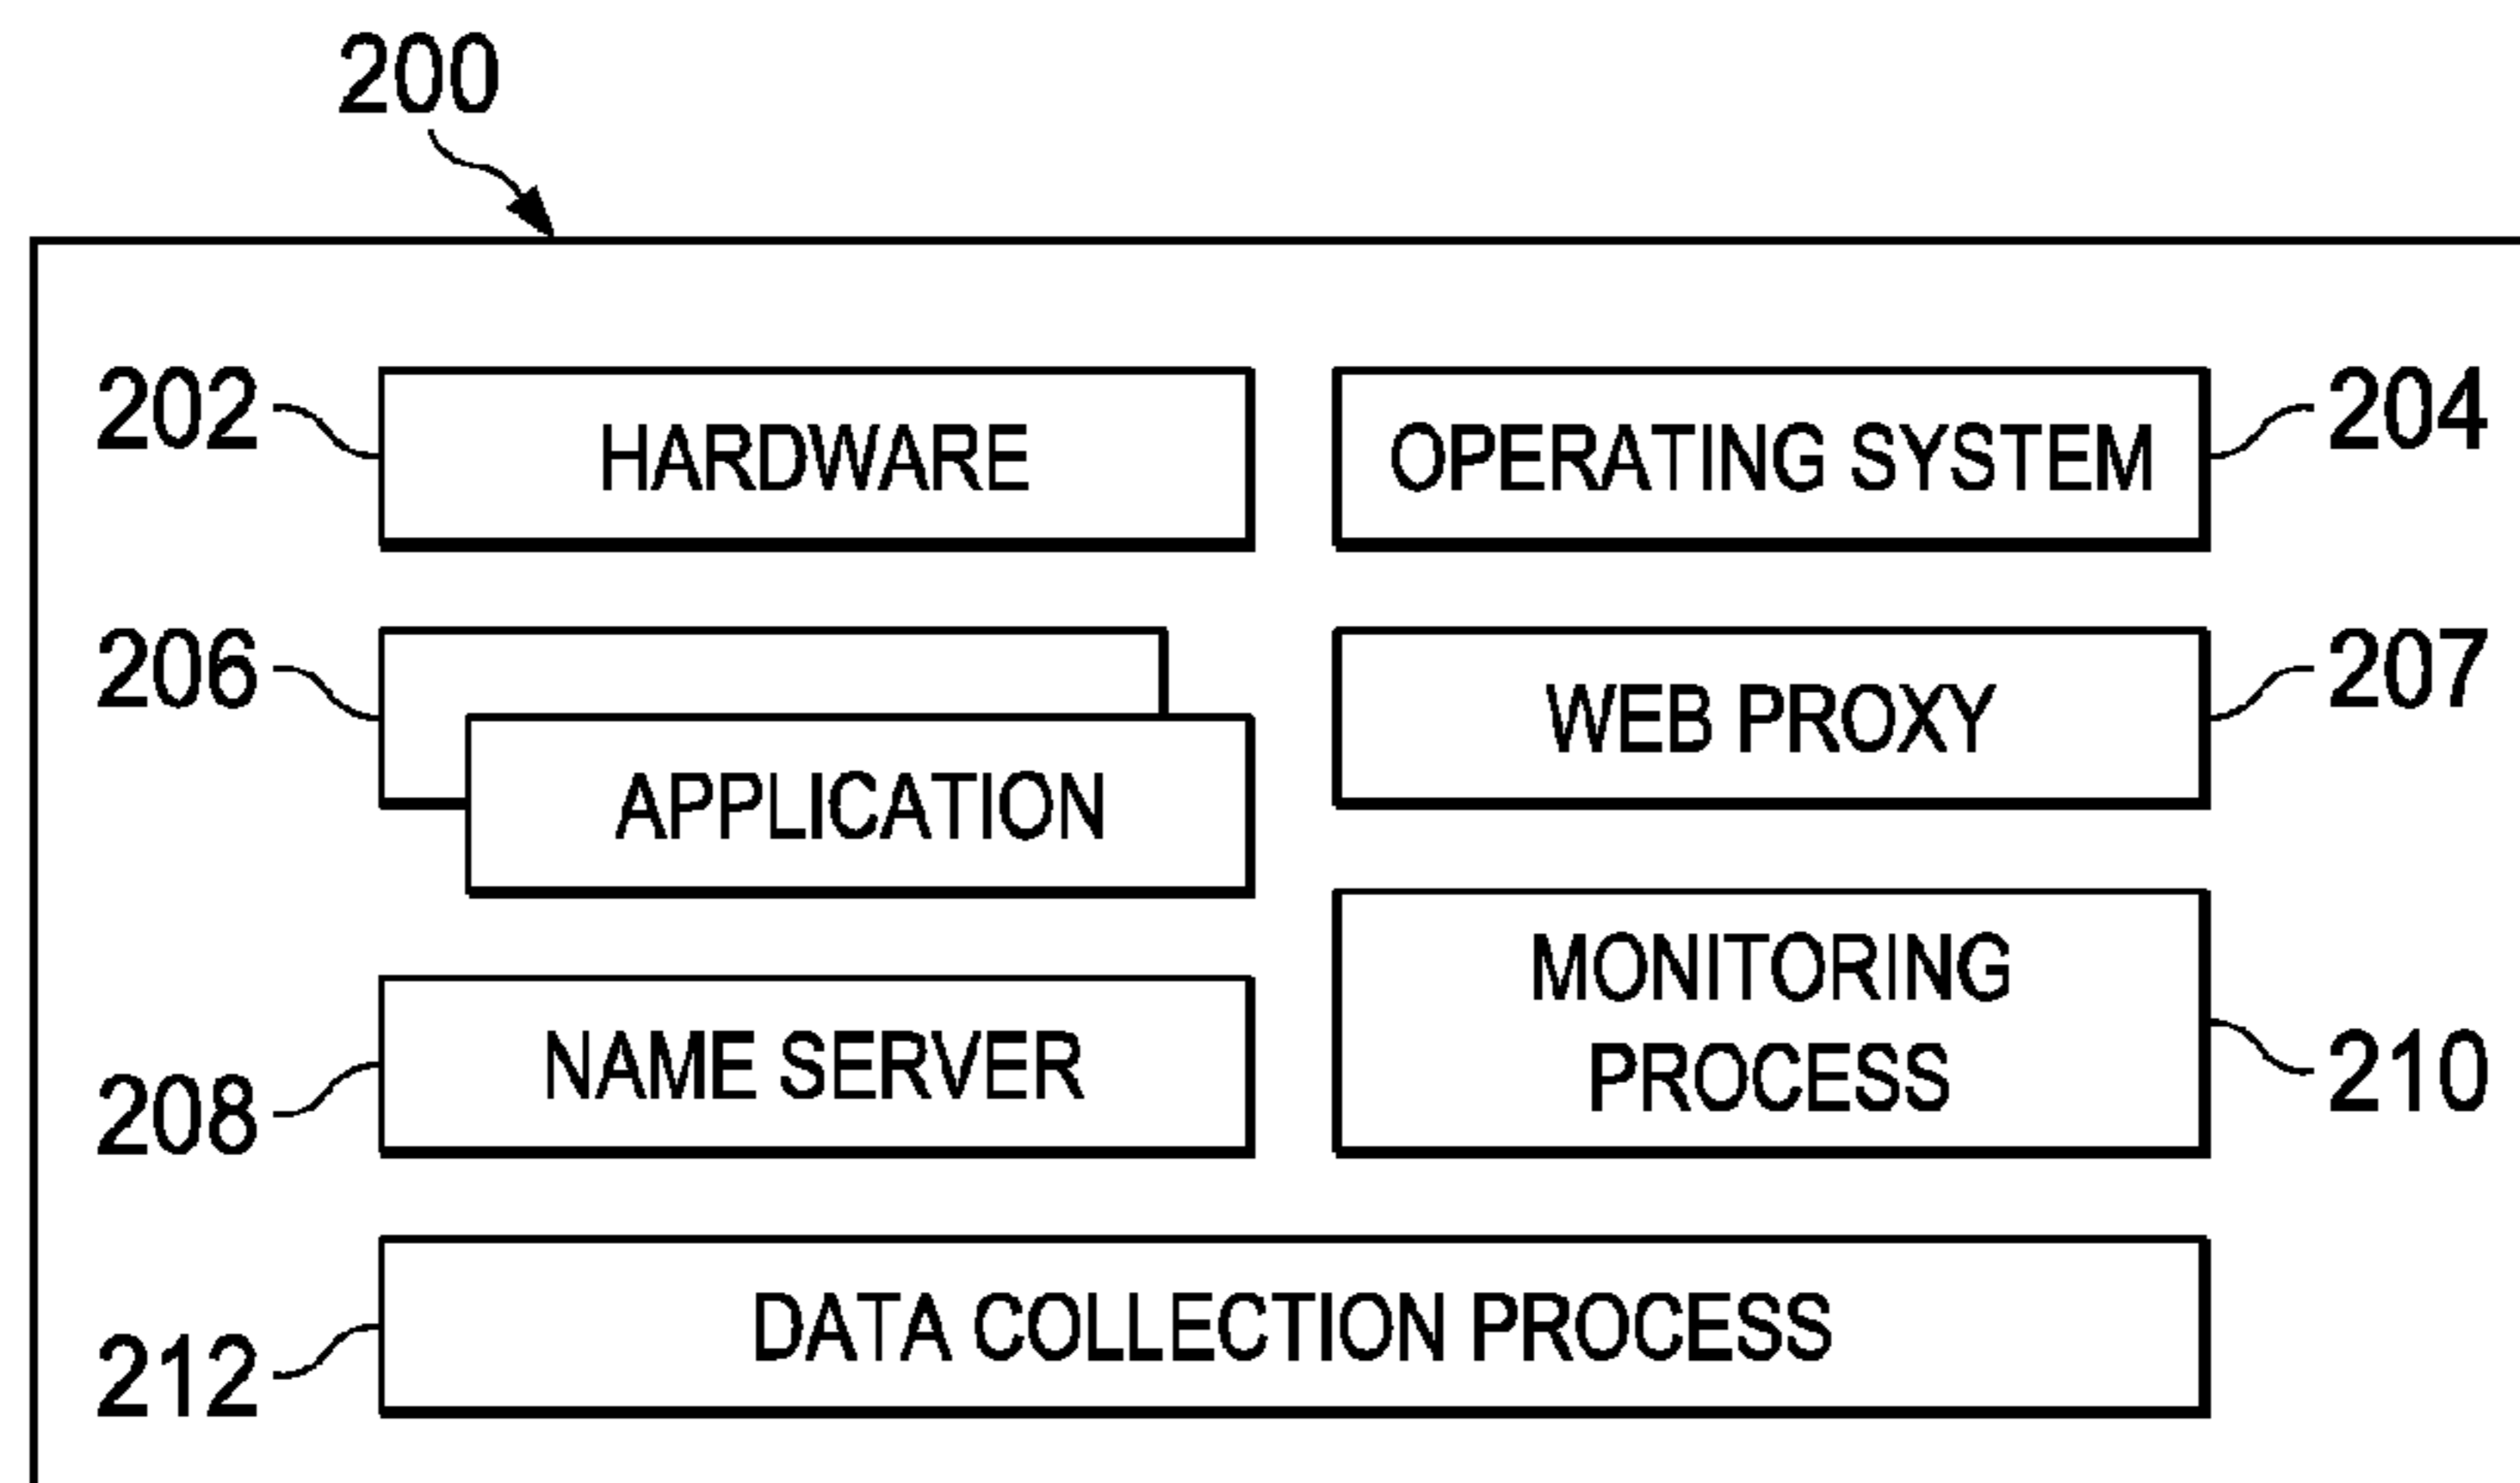 200
202
HARDWARE
OPERATING SYSTEM
204
206
APPLICATION
WEB PROXY
207
208
NAME SERVER
MONITORING
PROCESS
210
212
DATA COLLECTION PROCESS